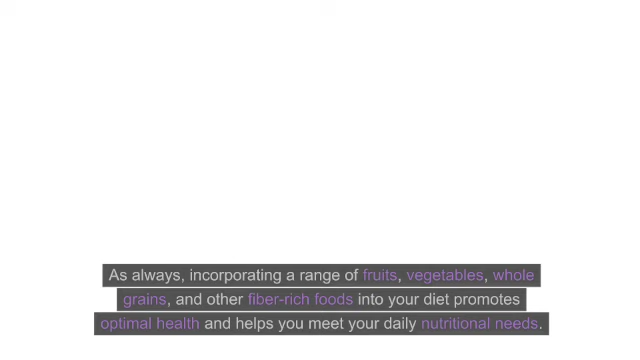 As always, incorporating a range of fruits, vegetables, whole
grains, and other fiber-rich foods into your diet promotes
optimal health and helps you meet your daily nutritional needs.